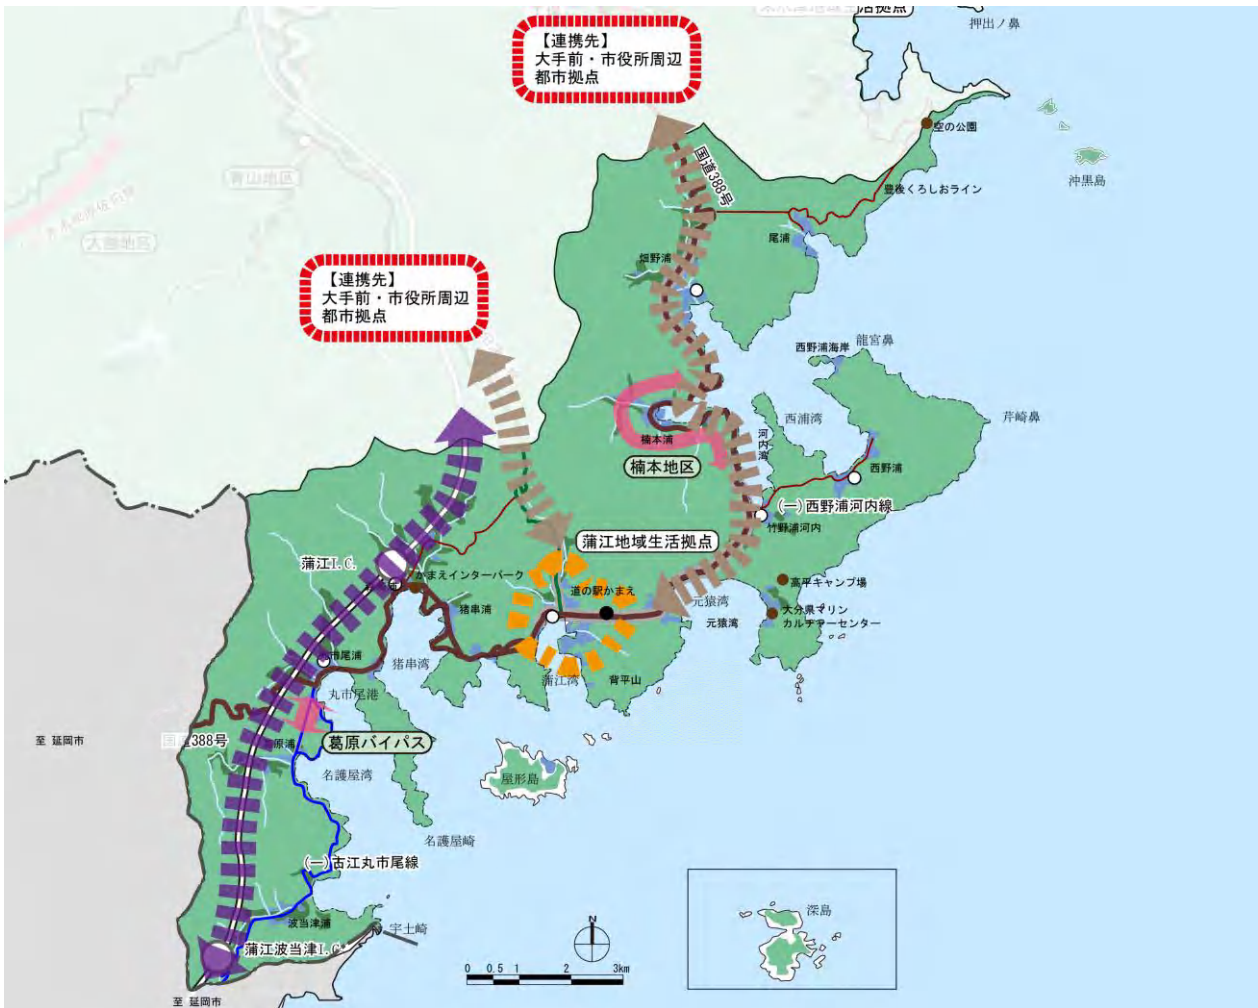 押出ノ鼻
【連携先】
大手前・市役所周辺
都市拠点
空の公園
沖黒島
国道388号
青山地区
豊後くろしおライン
尾浦
畑野浦
【連携先】
大手前・市役所周辺
都市拠点
西野浦海岸
龍宮鼻
西浦湾
芹崎鼻
河内湾
楠本浦
楠本地区
西野浦
(一)西野浦河内線
竹野浦河内
蒲江地域生活拠点
蒲江I.C.
かまえインターパーク
高平キャンプ場
道の駅かまえ
元猿湾
元猿湾
大分県マリン
カルチャーセンター
猪串浦
市尾浦
猪串湾
蒲江湾
背平山
丸市尾港
至 延岡市
国道388号
葛原バイパス
原浦
名護屋湾
屋形島
名護屋崎
(一)古江丸市尾線
深島
波当津浦
宇土崎
蒲江波当津I.C
N
0 0.5 1 2 3km
至 延岡市